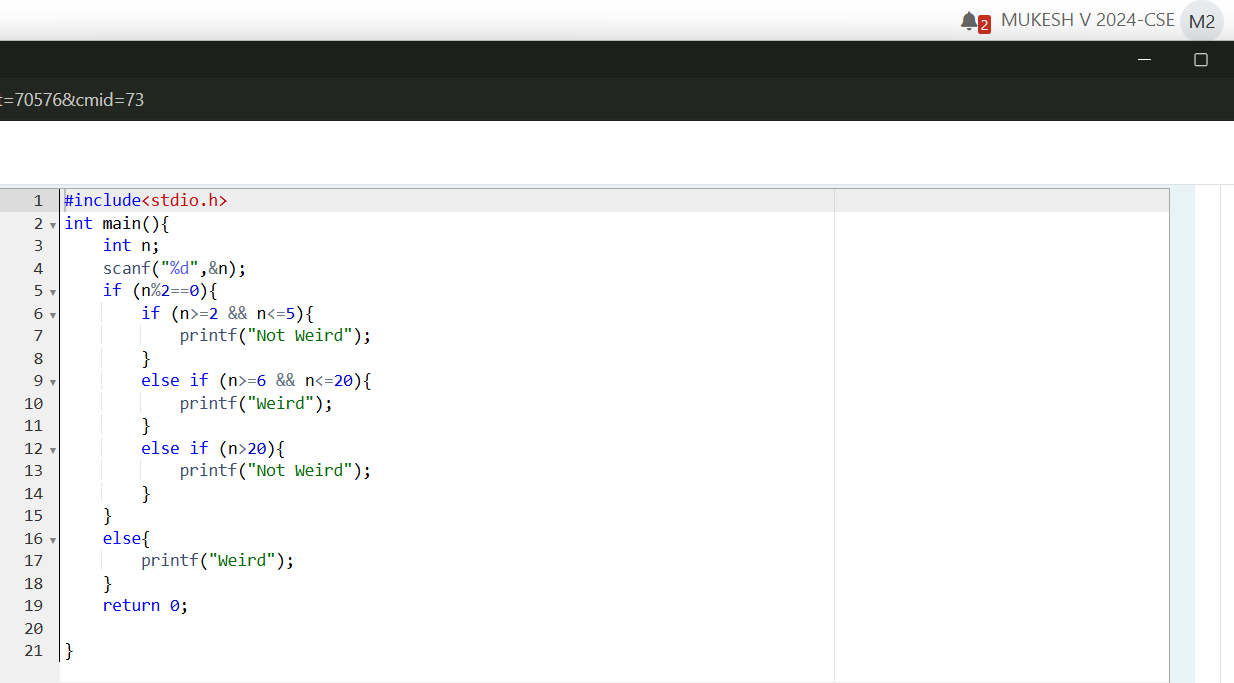 2 MUKESH V 2024-CSE M2
t=70576&cmid=73
1 #include<stdio.h>
2 int main(){
3     int n;
4     scanf("%d",&n);
5     if (n%2==0){
6         if (n>=2 && n<=5){
7             printf("Not Weird");
8         }
9         else if (n>=6 && n<=20){
10             printf("Weird");
11         }
12         else if (n>20){
13             printf("Not Weird");
14         }
15     }
16     else{
17         printf("Weird");
18     }
19     return 0;
20
21 }